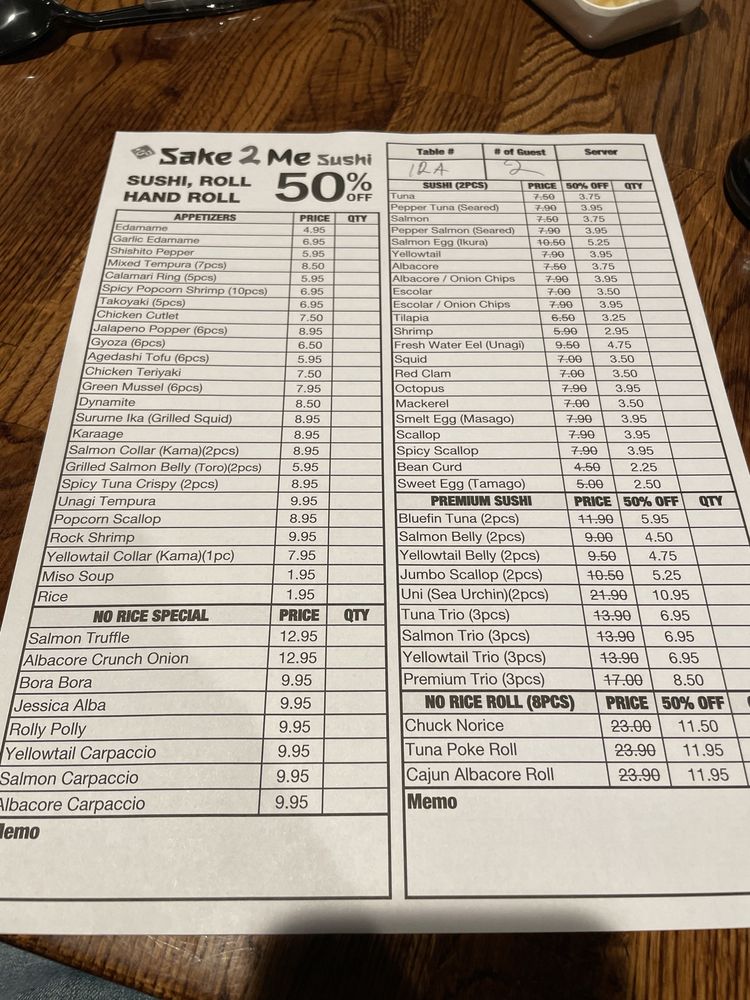 Sake 2 Me Sushi
SUSHI, ROLL
HAND ROLL
50% OFF
APPETIZERS PRICE QTY
Edamame 4.95
Garlic Edamame 6.95
Shishito Pepper 5.95
Mixed Tempura (7pcs) 8.50
Calamari Ring (5pcs) 5.95
Spicy Popcorn Shrimp (10pcs) 6.95
Takoyaki (5pcs) 6.95
Chicken Cutlet 7.50
Jalapeno Popper (6pcs) 8.95
Gyoza (6pcs) 6.50
Agedashi Tofu (6pcs) 5.95
Chicken Teriyaki 7.50
Green Mussel (6pcs) 7.95
Dynamite 8.50
Surume Ika (Grilled Squid) 8.95
Karaage 8.95
Salmon Collar (Kama)(2pcs) 8.95
Grilled Salmon Belly (Toro)(2pcs) 5.95
Spicy Tuna Crispy (2pcs) 8.95
Unagi Tempura 9.95
Popcorn Scallop 8.95
Rock Shrimp 9.95
Yellowtail Collar (Kama)(1pc) 7.95
Miso Soup 1.95
Rice 1.95
NO RICE SPECIAL PRICE QTY
Salmon Truffle 12.95
Albacore Crunch Onion 12.95
Bora Bora 9.95
Jessica Alba 9.95
Rolly Polly 9.95
Yellowtail Carpaccio 9.95
Salmon Carpaccio 9.95
Albacore Carpaccio 9.95
Memo
Table # # of Guest Server
12A 2
SUSHI (2PCS) PRICE 50% OFF QTY
Tuna 7.50 3.75
Pepper Tuna (Seared) 7.90 3.95
Salmon 7.50 3.75
Pepper Salmon (Seared) 7.90 3.95
Salmon Egg (Ikura) 10.50 5.25
Yellowtail 7.90 3.95
Albacore 7.50 3.75
Albacore / Onion Chips 7.90 3.95
Escolar 7.00 3.50
Escolar / Onion Chips 7.90 3.95
Tilapia 6.50 3.25
Shrimp 5.90 2.95
Fresh Water Eel (Unagi) 9.50 4.75
Squid 7.00 3.50
Red Clam 7.00 3.50
Octopus 7.90 3.95
Mackerel 7.00 3.50
Smelt Egg (Masago) 7.90 3.95
Scallop 7.90 3.95
Spicy Scallop 7.90 3.95
Bean Curd 4.50 2.25
Sweet Egg (Tamago) 5.00 2.50
PREMIUM SUSHI PRICE 50% OFF QTY
Bluefin Tuna (2pcs) 11.90 5.95
Salmon Belly (2pcs) 9.00 4.50
Yellowtail Belly (2pcs) 9.50 4.75
Jumbo Scallop (2pcs) 10.50 5.25
Uni (Sea Urchin)(2pcs) 21.90 10.95
Tuna Trio (3pcs) 13.90 6.95
Salmon Trio (3pcs) 13.90 6.95
Yellowtail Trio (3pcs) 13.90 6.95
Premium Trio (3pcs) 17.00 8.50
NO RICE ROLL (8PCS) PRICE 50% OFF
Chuck Norice 23.00 11.50
Tuna Poke Roll 23.90 11.95
Cajun Albacore Roll 23.90 11.95
Memo